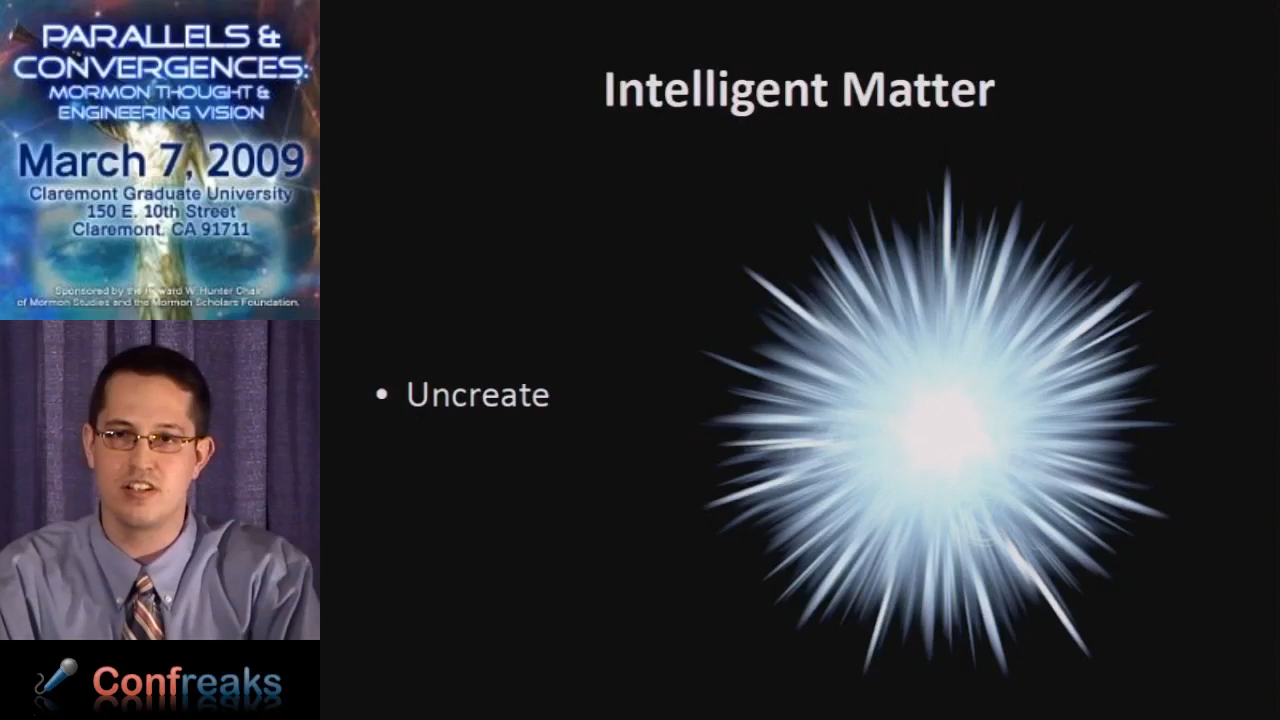 PARALLELS &
CONVERGENCES:
MORMON THOUGHT &
ENGINEERING VISION
March 7, 2009
Claremont Graduate University
150 E. 10th Street
Claremont, CA 91711
Sponsored by the Howard W. Hunter Chair
of Mormon Studies and the Mormon Scholars Foundation.
Confreaks
Intelligent Matter
• Uncreate